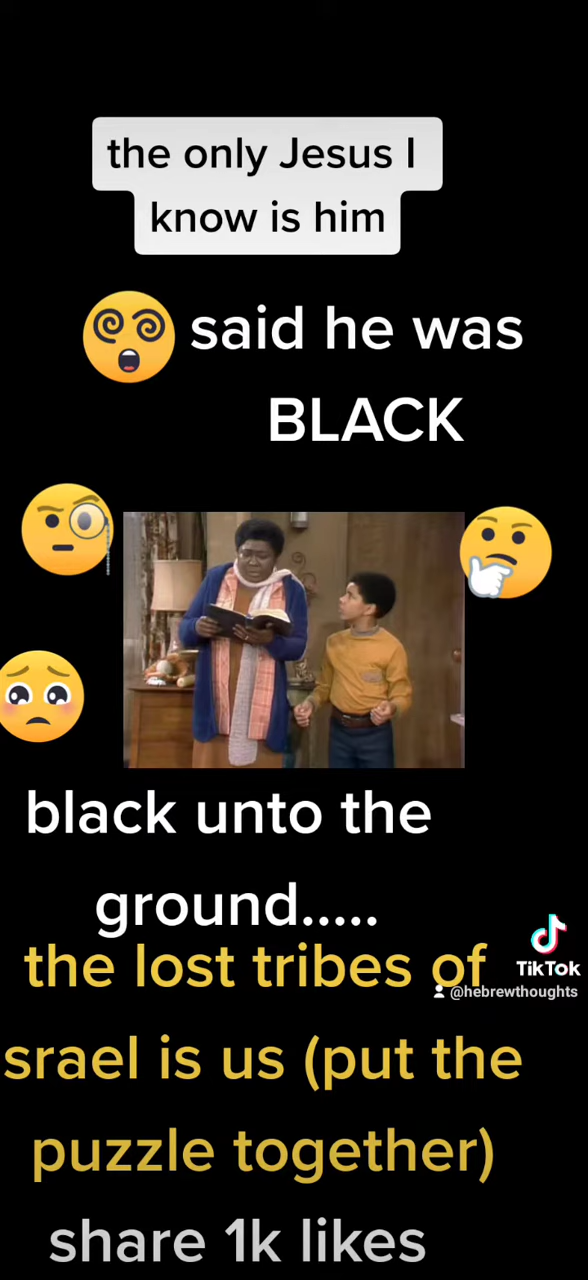 the only Jesus I
know is him
said he was
BLACK
black unto the
ground.....
the lost tribes of
srael is us (put the
puzzle together)
share 1k likes
TikTok
@hebrewthoughts